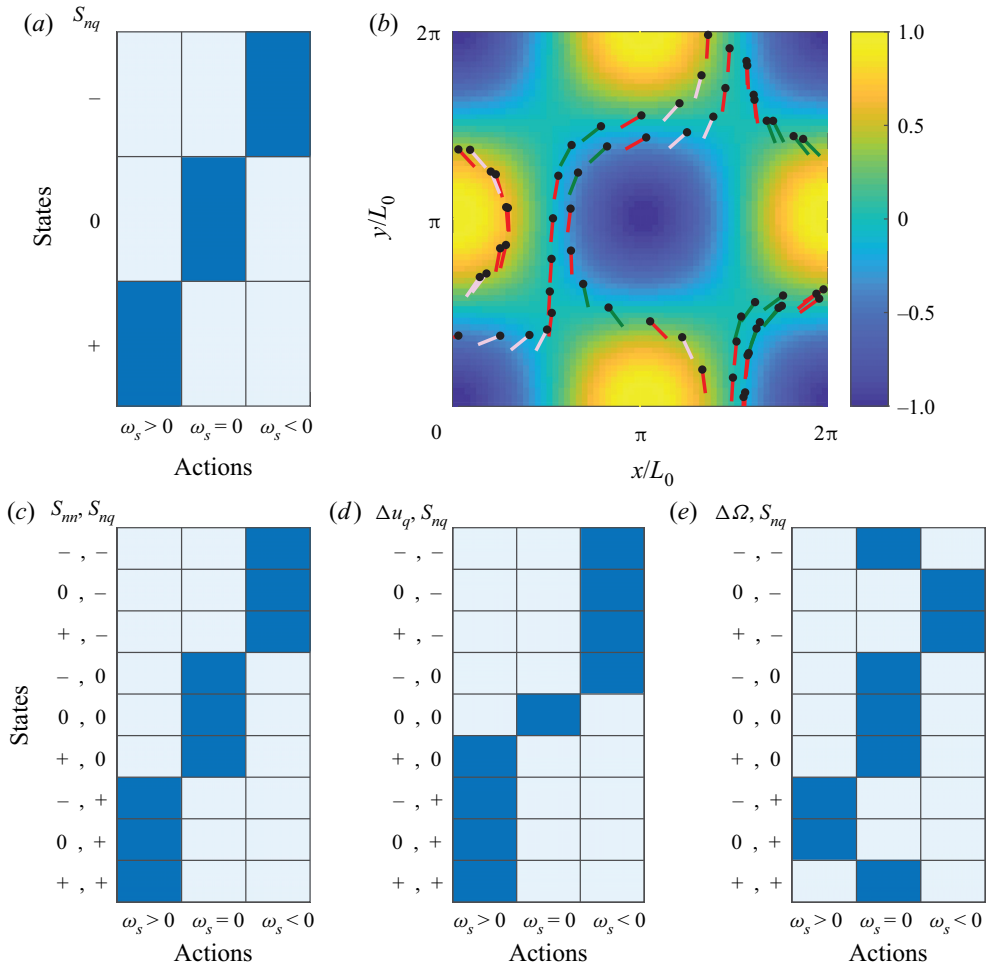 (a)
S_nq
–
0
+
States
ω_s > 0 ω_s = 0 ω_s < 0
Actions
(b)
2π
π
0
y/L_0
π
2π
x/L_0
1.0
0.5
0
–0.5
–1.0
(c) S_nn, S_nq
– , –
0 , –
+ , –
– , 0
0 , 0
+ , 0
– , +
0 , +
+ , +
States
ω_s > 0 ω_s = 0 ω_s < 0
Actions
(d) Δu_q, S_nq
– , –
0 , –
+ , –
– , 0
0 , 0
+ , 0
– , +
0 , +
+ , +
ω_s > 0 ω_s = 0 ω_s < 0
Actions
(e) ΔΩ, S_nq
– , –
0 , –
+ , –
– , 0
0 , 0
+ , 0
– , +
0 , +
+ , +
ω_s > 0 ω_s = 0 ω_s < 0
Actions